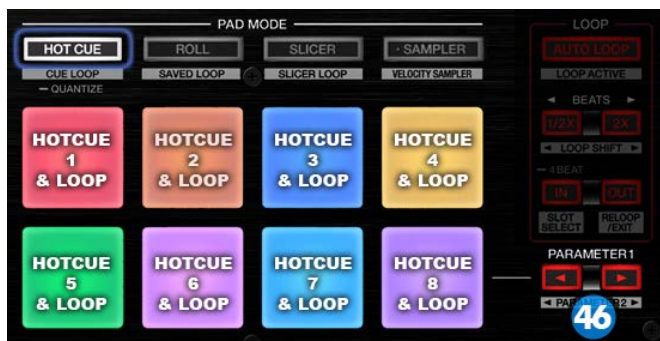 PAD MODE
LOOP
HOT CUE
ROLL
SLICER
· SAMPLER
AUTO LOOP
CUE LOOP
SAVED LOOP
SLICER LOOP
VELOCITY SAMPLER
LOOP ACTIVE
– QUANTIZE
◄ BEATS ►
1/2X
2X
◄ LOOP SHIFT ►
HOTCUE
1
& LOOP
HOTCUE
2
& LOOP
HOTCUE
3
& LOOP
HOTCUE
4
& LOOP
– 4 BEAT
IN
OUT
SLOT
SELECT
RELOOP
/EXIT
HOTCUE
5
& LOOP
HOTCUE
6
& LOOP
HOTCUE
7
& LOOP
HOTCUE
8
& LOOP
PARAMETER1
◄
►
46